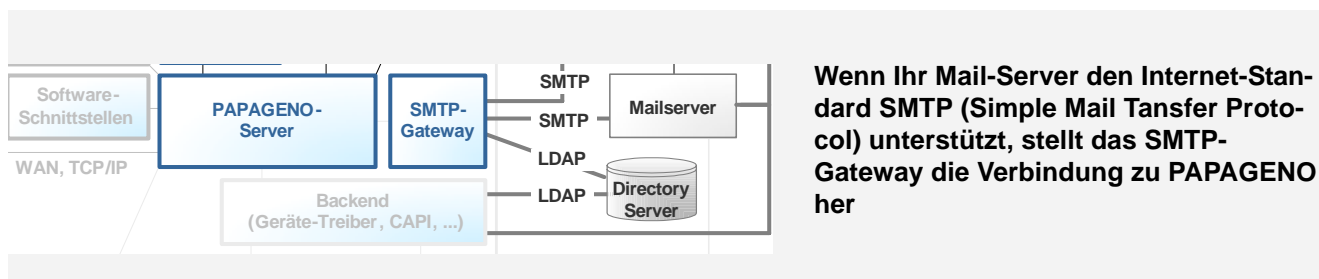 Software-
Schnittstellen
PAPAGENO-
Server
SMTP-
Gateway
SMTP
SMTP
Mailserver
WAN, TCP/IP
LDAP
LDAP
Directory
Server
Backend
(Geräte-Treiber, CAPI, ...)
Wenn Ihr Mail-Server den Internet-Stan-
dard SMTP (Simple Mail Tansfer Proto-
col) unterstützt, stellt das SMTP-
Gateway die Verbindung zu PAPAGENO
her